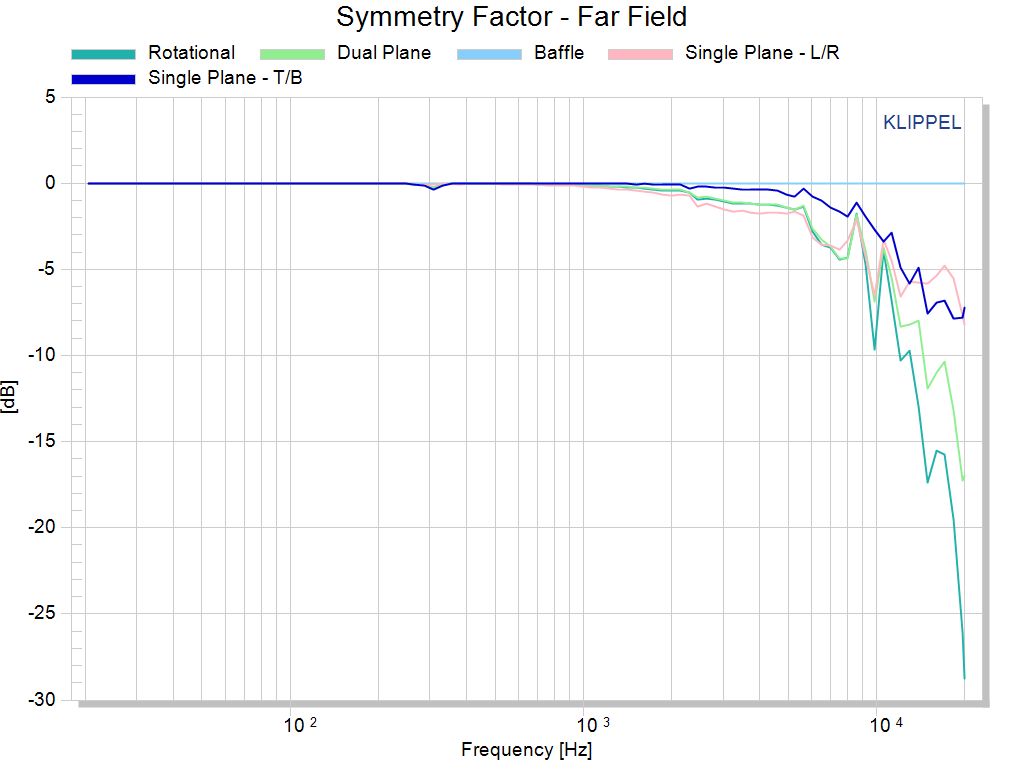 Symmetry Factor - Far Field
Rotational Dual Plane Baffle Single Plane - L/R
Single Plane - T/B
KLIPPEL
5
0
-5
-10
-15
-20
-25
-30
[dB]
10 2 10 3 10 4
Frequency [Hz]